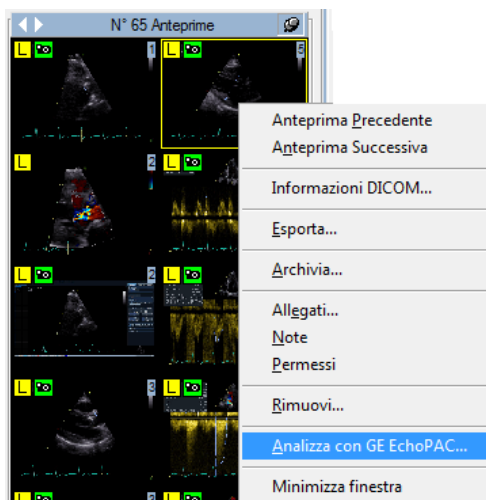 N° 65 Anteprime
L
1
L
5
Anteprima Precedente
Anteprima Successiva
Informazioni DICOM...
L
2
Esporta...
Archivia...
L
2
L
Allegati...
Note
Permessi
L
3
L
Rimuovi...
Analizza con GE EchoPAC...
Minimizza finestra
L
L